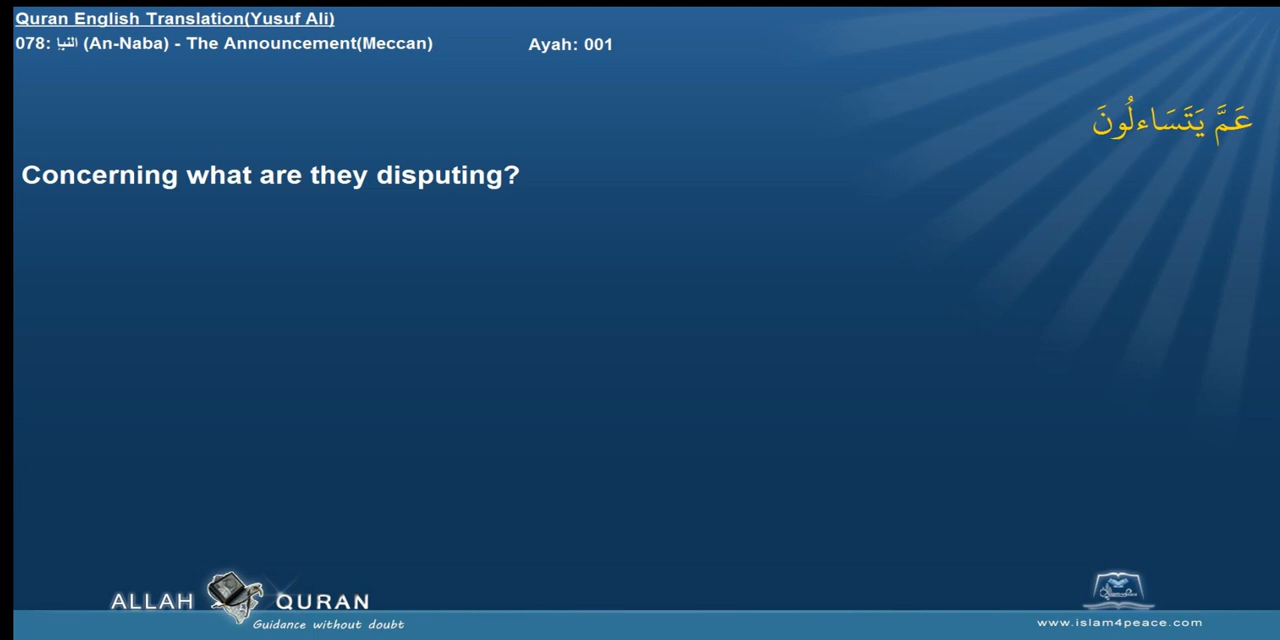 Quran English Translation(Yusuf Ali)
078: النبإ (An-Naba) - The Announcement(Meccan) Ayah: 001
عَمَّ يَتَسَاءلُونَ
Concerning what are they disputing?
ALLAH QURAN
Guidance without doubt
www.islam4peace.com